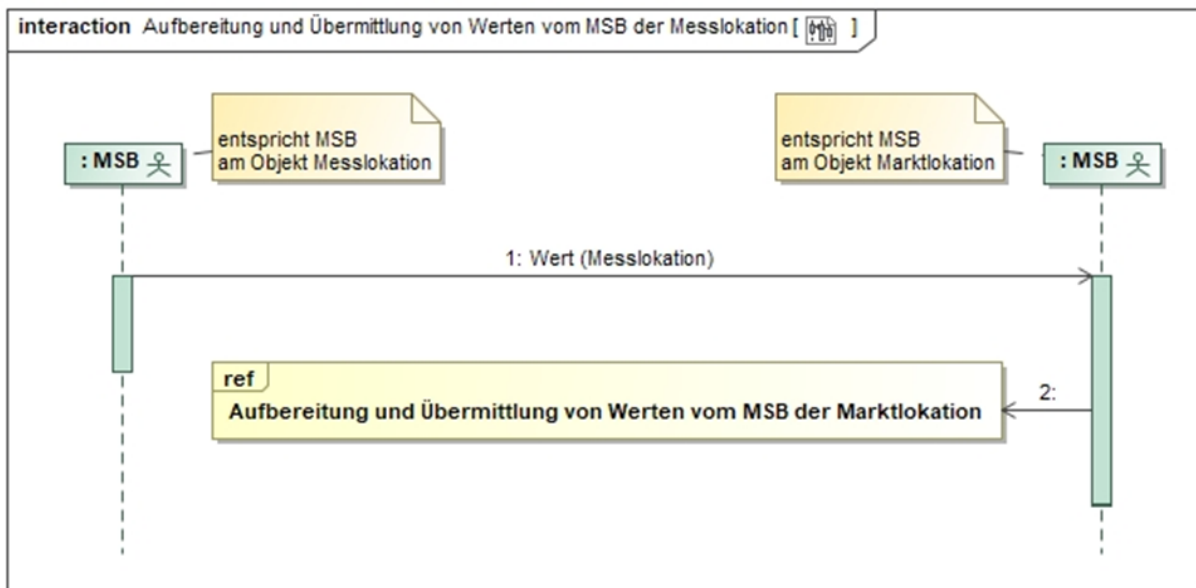 interaction Aufbereitung und Übermittlung von Werten vom MSB der Messlokation [ ]
entspricht MSB
am Objekt Messlokation
entspricht MSB
am Objekt Marktlokation
: MSB
: MSB
1: Wert (Messlokation)
ref
Aufbereitung und Übermittlung von Werten vom MSB der Marktlokation
2: